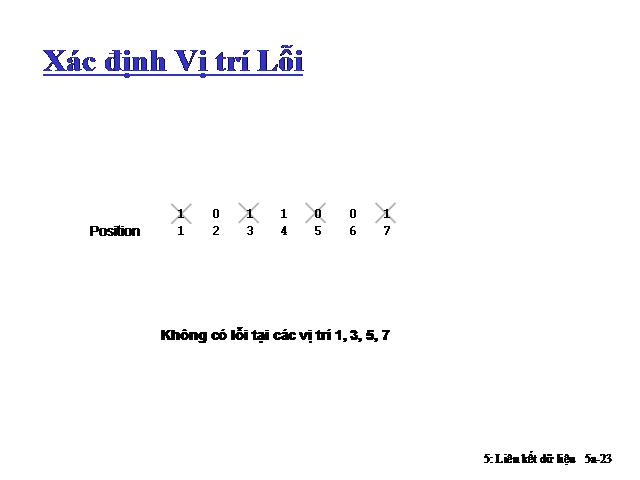 Xác định Vị trí Lỗi
1 0 1 1 0 0 1
Position 1 2 3 4 5 6 7
Không có lỗi tại các vị trí 1, 3, 5, 7
5: Liên kết dữ liệu 5a-23